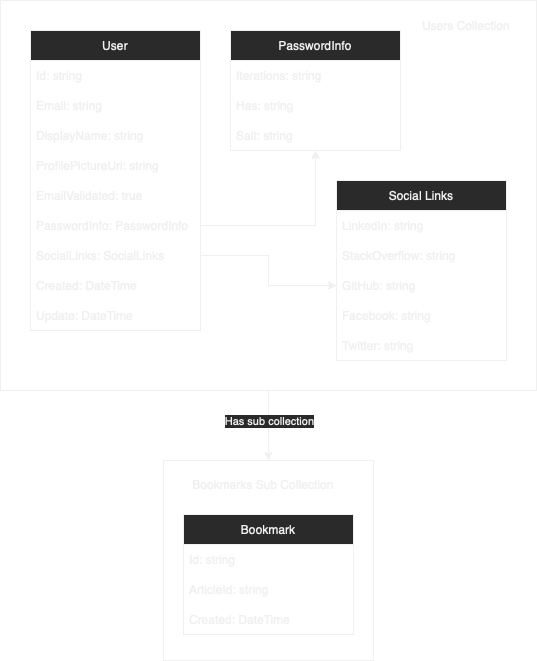 Users Collection
User
Id: string
Email: string
DisplayName: string
ProfilePictureUri: string
EmailValidated: true
PasswordInfo: PasswordInfo
SocialLinks: SocialLinks
Created: DateTime
Update: DateTime
PasswordInfo
Iterations: string
Has: string
Salt: string
Social Links
LinkedIn: string
StackOverflow: string
GitHub: string
Facebook: string
Twitter: string
Has sub collection
Bookmarks Sub Collection
Bookmark
Id: string
ArticleId: string
Created: DateTime